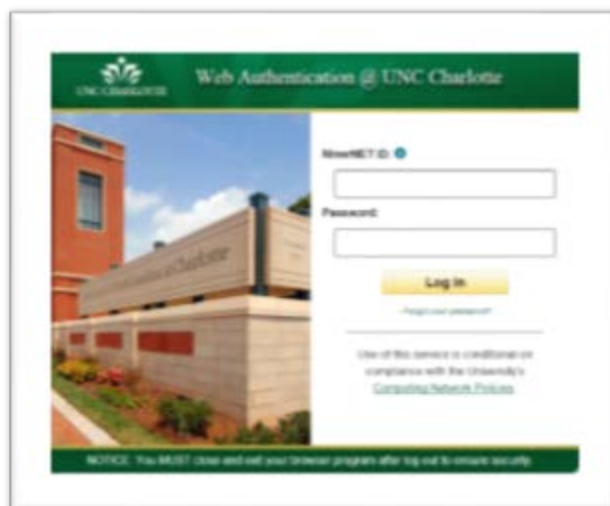 UNC CHARLOTTE
Web Authentication @ UNC Charlotte
NinerNET ID:
Password:
Log In
Forgot your password?
Use of this service is conditional on
compliance with the University's
Computing Network Policies
NOTICE: You MUST close and exit your browser program after log out to ensure security.
Charlotte